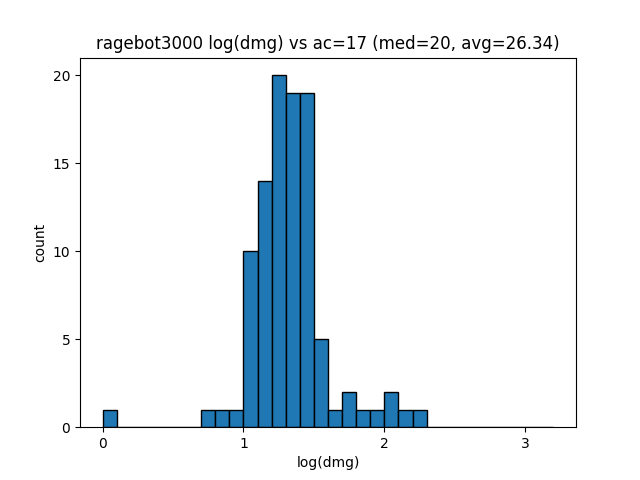 ragebot3000 log(dmg) vs ac=17 (med=20, avg=26.34)
20
15
10
5
0
count
0 1 2 3
log(dmg)